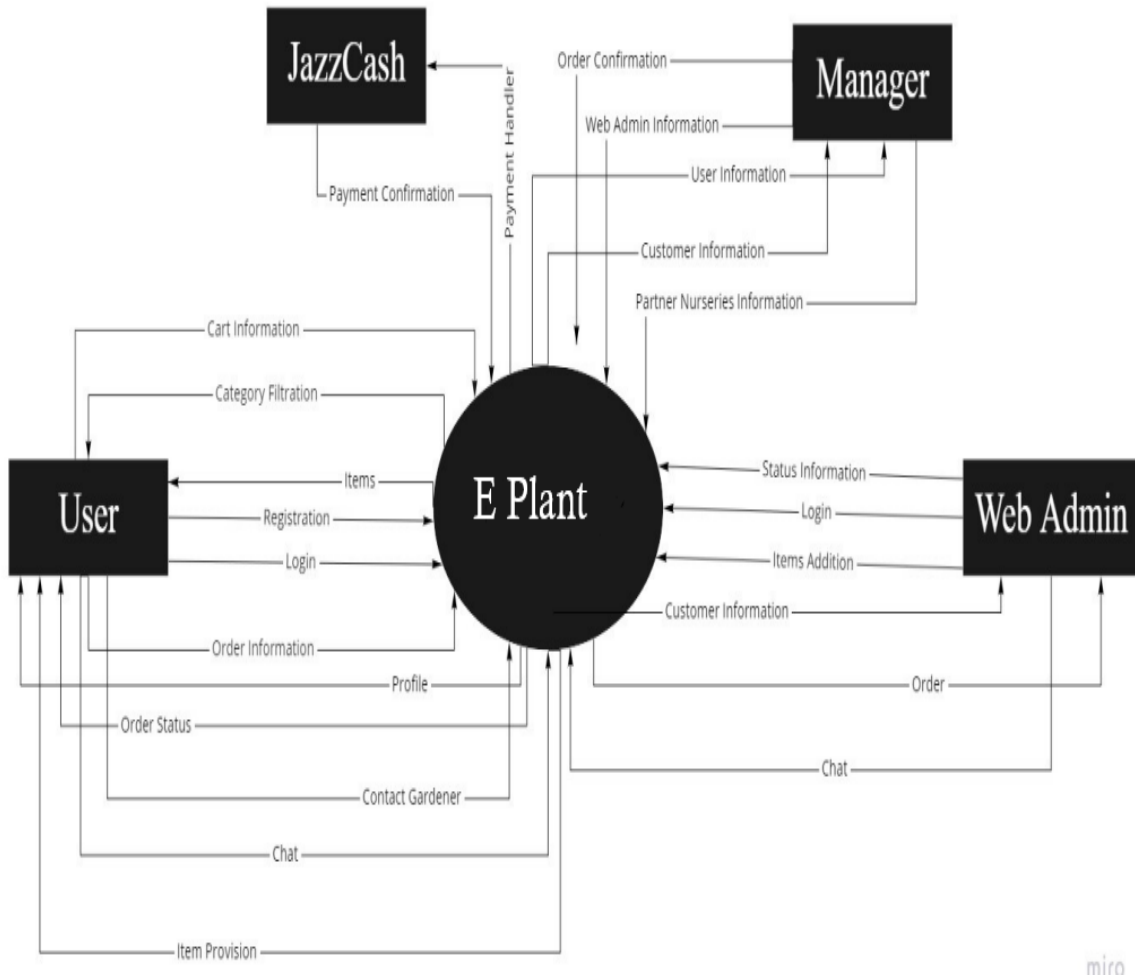 JazzCash
Manager
Order Confirmation
Web Admin Information
User Information
Payment Handler
Payment Confirmation
Customer Information
Partner Nurseries Information
Cart Information
Category Filtration
Items
Registration
Login
User
E Plant
Status Information
Login
Items Addition
Web Admin
Customer Information
Order Information
Profile
Order
Order Status
Chat
Contact Gardener
Chat
Item Provision
miro